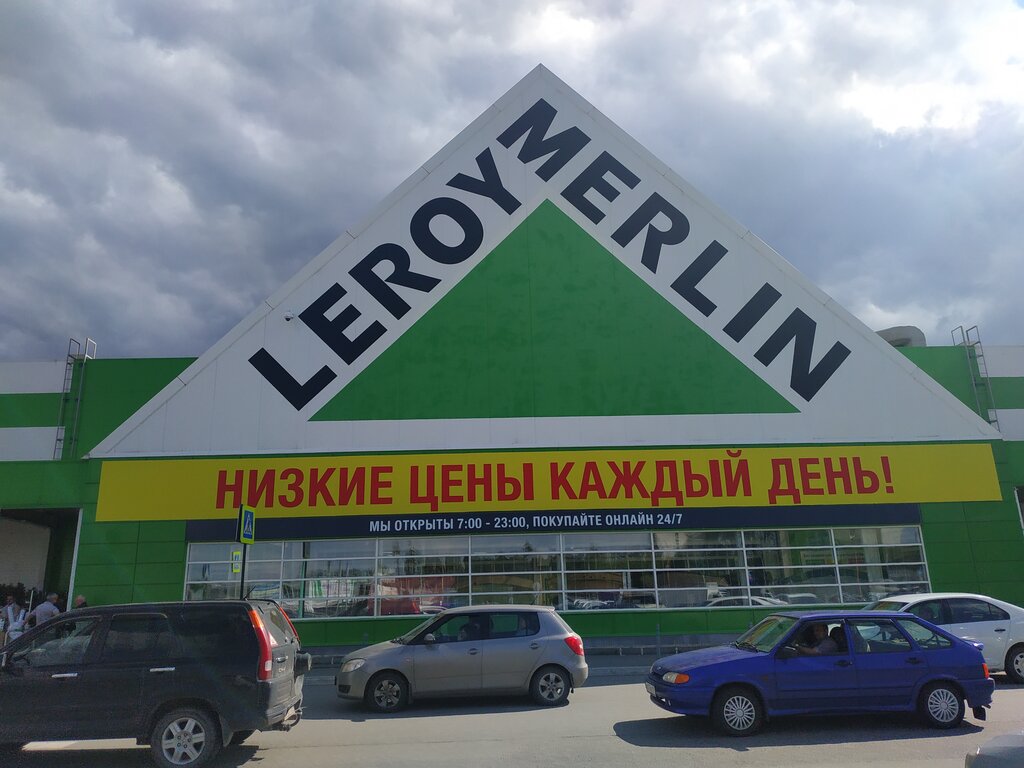 LEROY MERLIN
НИЗКИЕ ЦЕНЫ КАЖДЫЙ ДЕНЬ!
МЫ ОТКРЫТЫ 7:00 - 23:00, ПОКУПАЙТЕ ОНЛАЙН 24/7